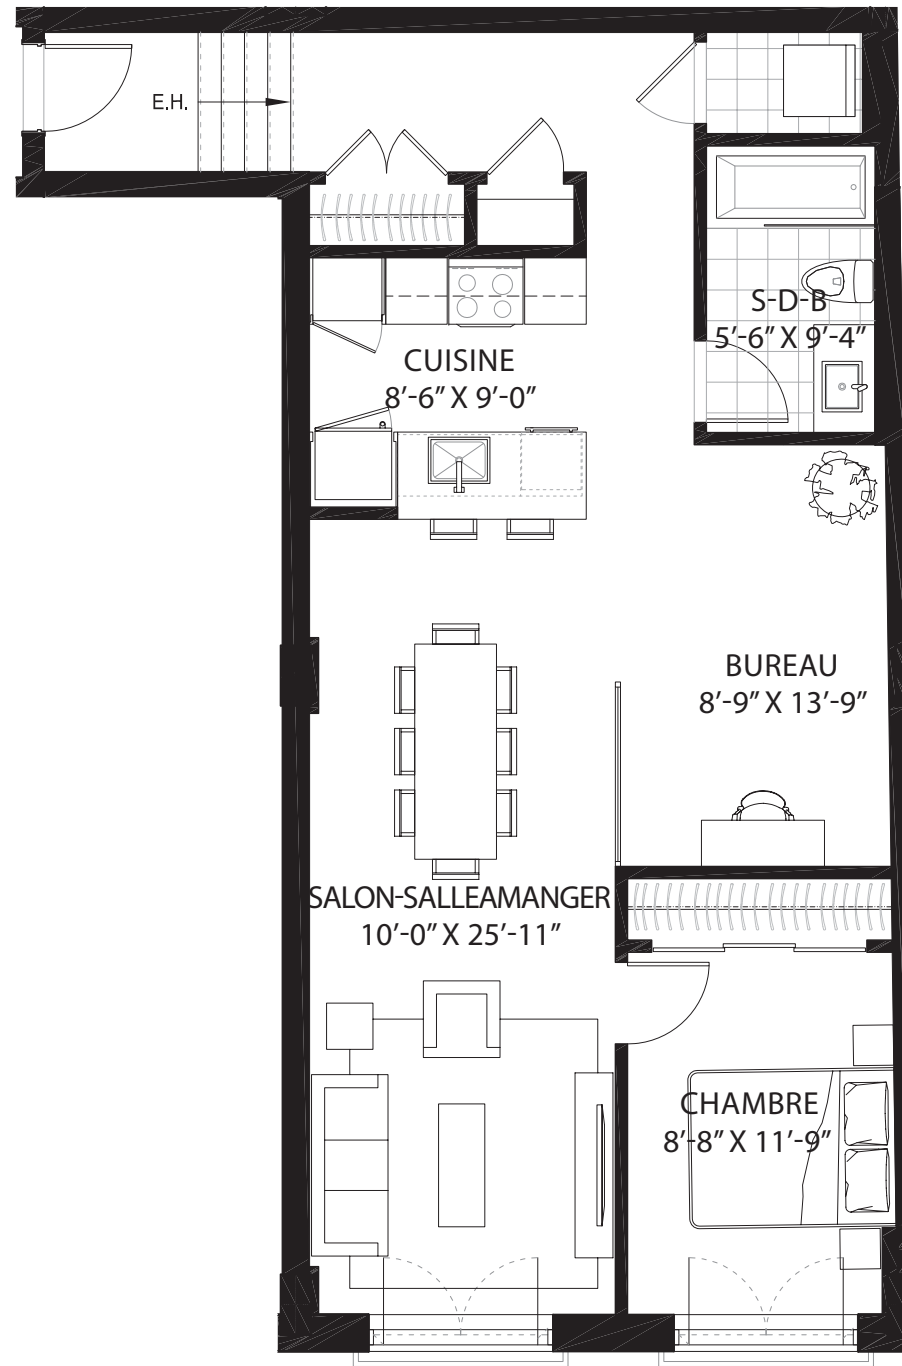 E.H.
S-D-B
5'-6" X 9'-4"
CUISINE
8'-6" X 9'-0"
BUREAU
8'-9" X 13'-9"
SALON-SALLEAMANGER
10'-0" X 25'-11"
CHAMBRE
8'-8" X 11'-9"